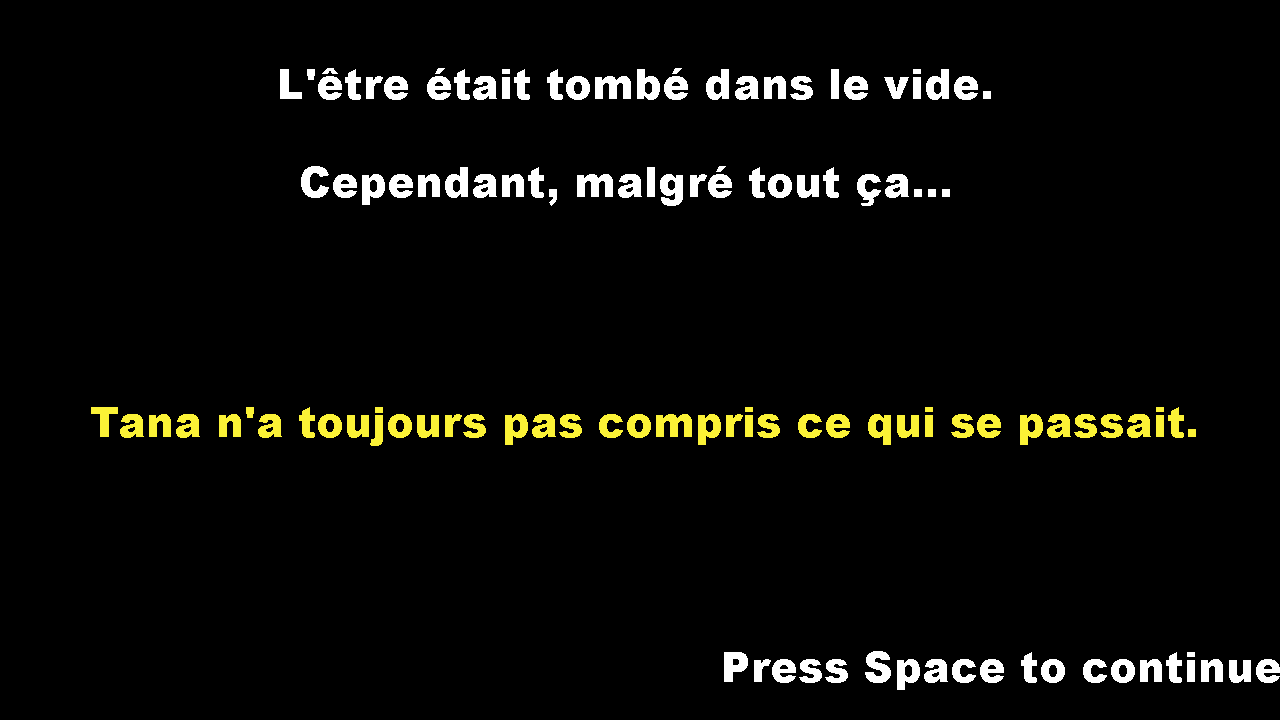 L'être était tombé dans le vide.
Cependant, malgré tout ça...
Tana n'a toujours pas compris ce qui se passait.
Press Space to continue